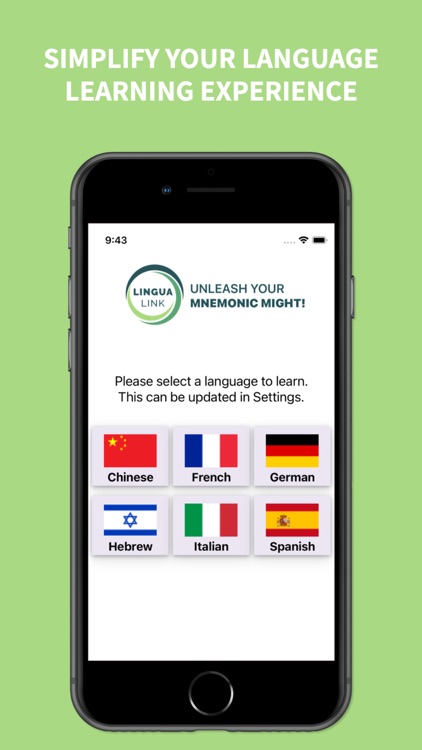 SIMPLIFY YOUR LANGUAGE
LEARNING EXPERIENCE
9:43
LINGUA
LINK
UNLEASH YOUR
MNEMONIC MIGHT!
Please select a language to learn.
This can be updated in Settings.
Chinese
French
German
Hebrew
Italian
Spanish